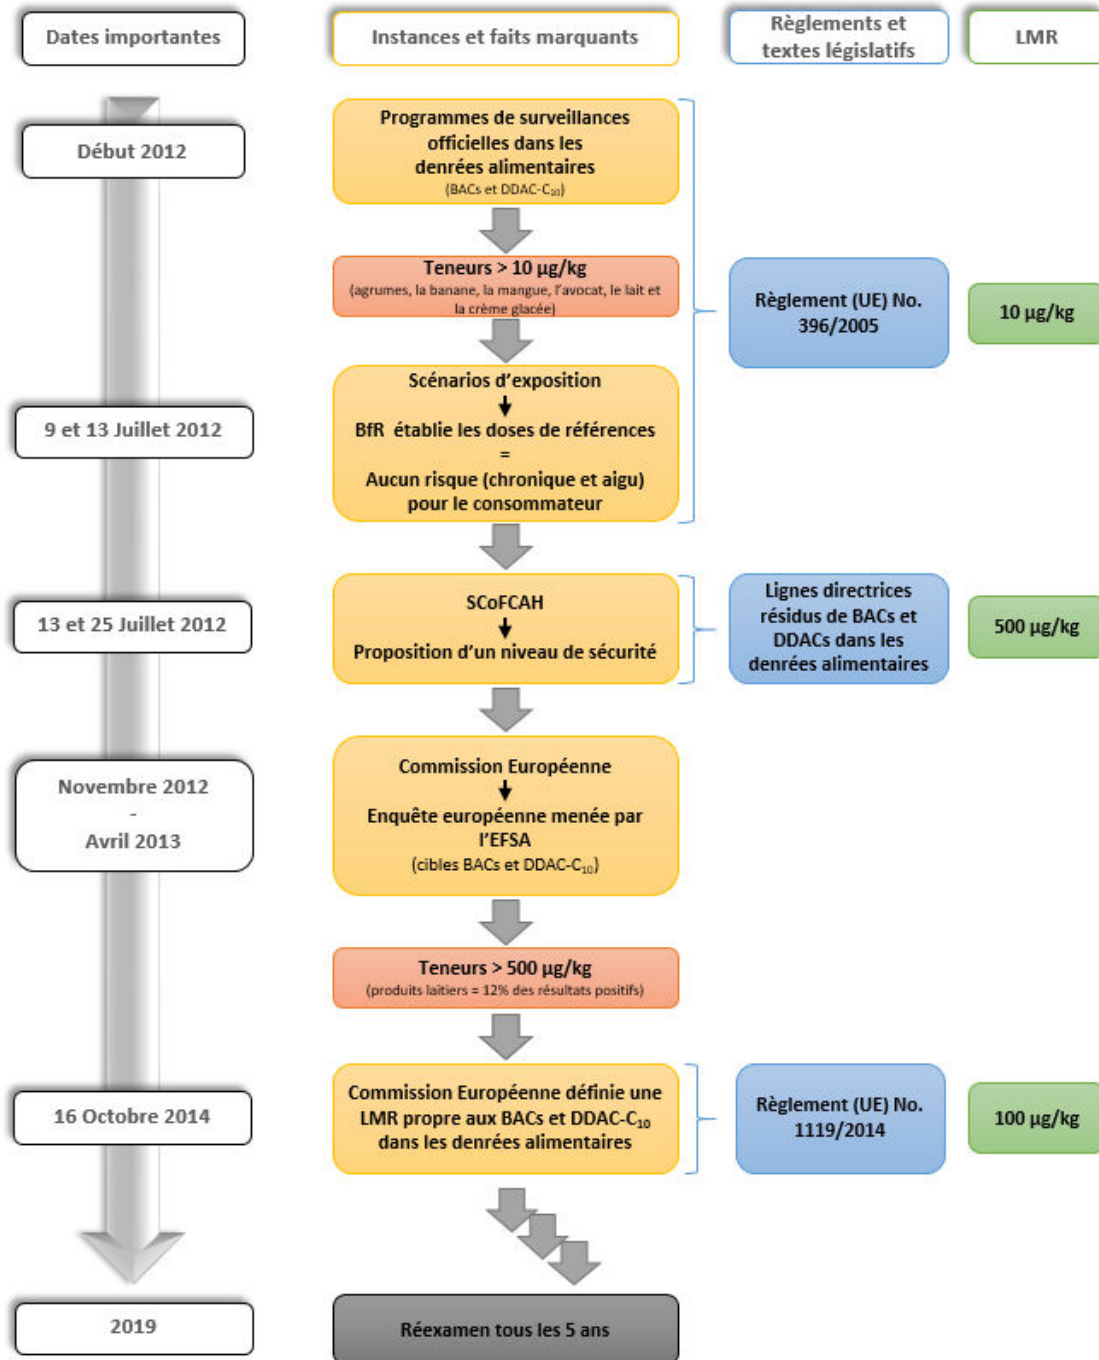 Dates importantes
Instances et faits marquants
Règlements et
textes législatifs
LMR
Début 2012
Programmes de surveillances
officielles dans les
denrées alimentaires
(BACs et DDAC-C₁₀)
Teneurs > 10 µg/kg
(agrumes, la banane, la mangue, l'avocat, le lait et
la crème glacée)
Règlement (UE) No.
396/2005
10 µg/kg
9 et 13 Juillet 2012
Scénarios d'exposition
BfR établie les doses de références
=
Aucun risque (chronique et aigu)
pour le consommateur
13 et 25 Juillet 2012
SCoFCAH
Proposition d'un niveau de sécurité
Lignes directrices
résidus de BACs et
DDACs dans les
denrées alimentaires
500 µg/kg
Novembre 2012
-
Avril 2013
Commission Européenne
Enquête européenne menée par
l'EFSA
(cibles BACs et DDAC-C₁₀)
Teneurs > 500 µg/kg
(produits laitiers = 12% des résultats positifs)
16 Octobre 2014
Commission Européenne définie une
LMR propre aux BACs et DDAC-C₁₀
dans les denrées alimentaires
Règlement (UE) No.
1119/2014
100 µg/kg
2019
Réexamen tous les 5 ans